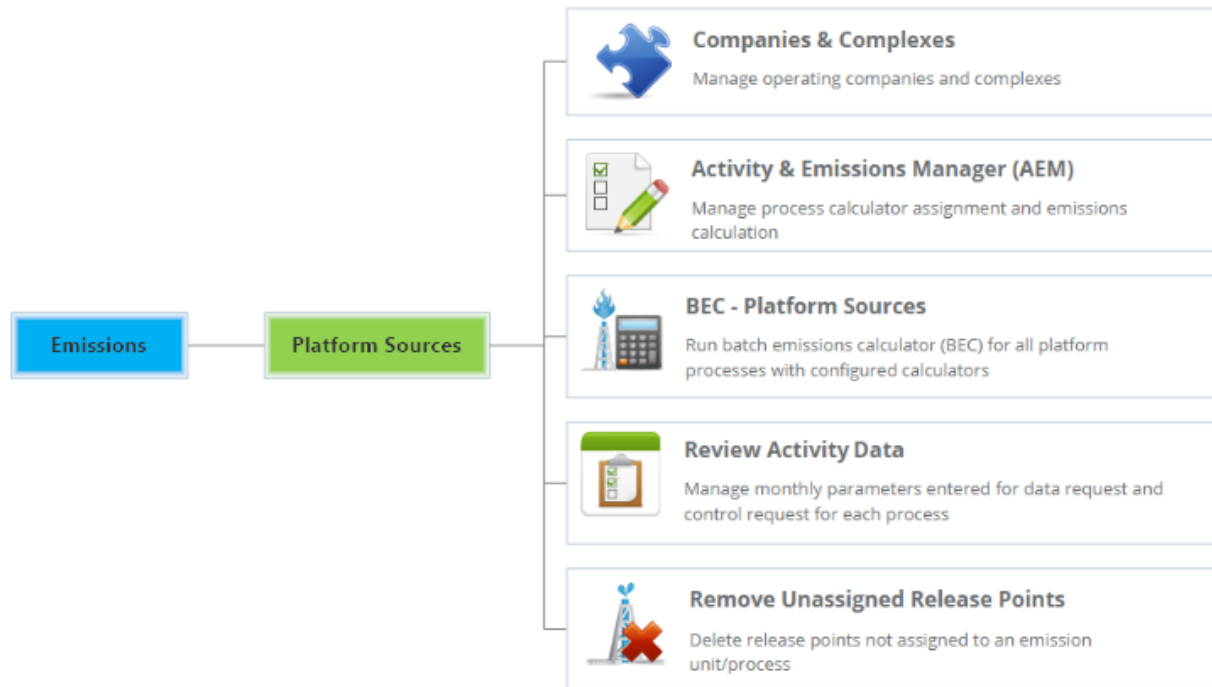 Companies & Complexes
Manage operating companies and complexes
Activity & Emissions Manager (AEM)
Manage process calculator assignment and emissions
calculation
Emissions
Platform Sources
BEC - Platform Sources
Run batch emissions calculator (BEC) for all platform
processes with configured calculators
Review Activity Data
Manage monthly parameters entered for data request and
control request for each process
Remove Unassigned Release Points
Delete release points not assigned to an emission
unit/process